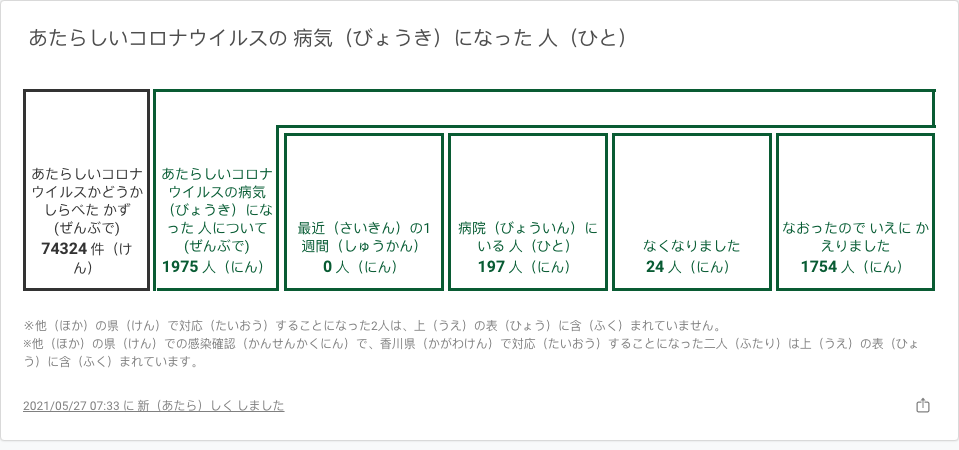 あたらしいコロナウイルスの 病気（びょうき）になった 人（ひと）
あたらしいコロナ
ウイルスかどうか
しらべた かず
(ぜんぶで)
74324 件（け
ん）
あたらしいコロナ
ウイルスの病気
（びょうき）にな
った 人について
(ぜんぶで)
1975 人（にん）
最近（さいきん）の1
週間（しゅうかん）
0 人（にん）
病院（びょういん）に
いる 人（ひと）
197 人（にん）
なくなりました
24 人（にん）
なおったので いえに か
えりました
1754 人（にん）
※他（ほか）の県（けん）で対応（たいおう）することになった2人は、上（うえ）の表（ひょう）に含（ふく）まれていません。
※他（ほか）の県（けん）での感染確認（かんせんかくにん）で、香川県（かがわけん）で対応（たいおう）することになった二人（ふたり）は上（うえ）の表（ひょ
う）に含（ふく）まれています。
2021/05/27 07:33 に 新（あたら）しく しました